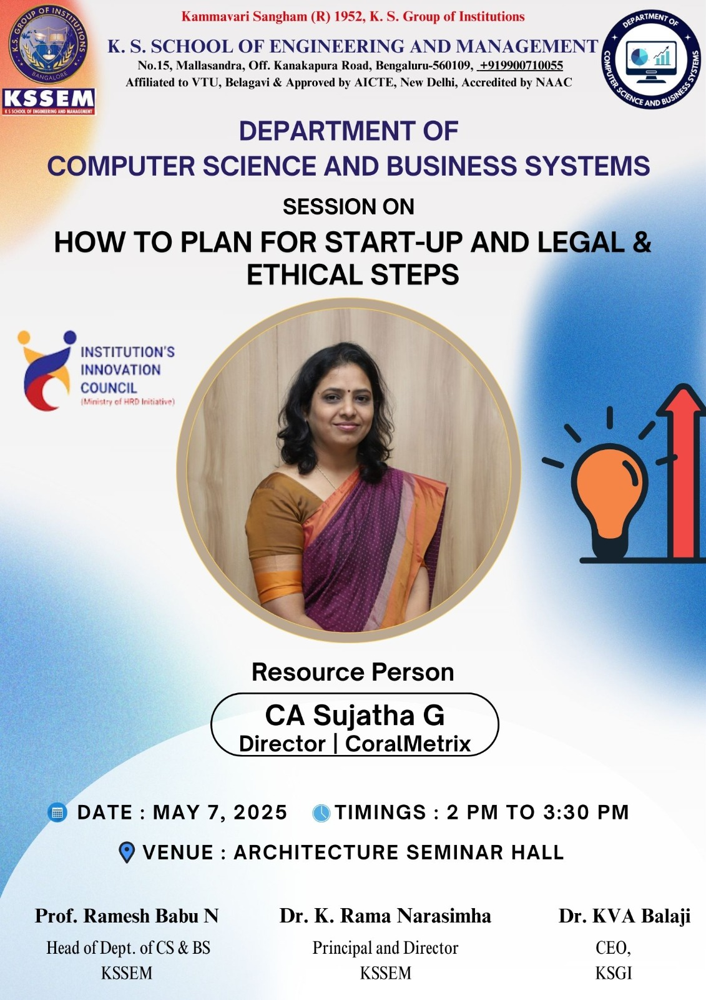 Kammavari Sangham (R) 1952, K. S. Group of Institutions
K. S. SCHOOL OF ENGINEERING AND MANAGEMENT
No.15, Mallasandra, Off. Kanakapura Road, Bengaluru-560109, +919900710055
Affiliated to VTU, Belagavi & Approved by AICTE, New Delhi, Accredited by NAAC
K.S. GROUP OF INSTITUTIONS
BANGALORE
KSSEM
K S SCHOOL OF ENGINEERING AND MANAGEMENT
DEPARTMENT OF
COMPUTER SCIENCE AND BUSINESS SYSTEMS
DEPARTMENT OF
COMPUTER SCIENCE AND BUSINESS SYSTEMS
SESSION ON
HOW TO PLAN FOR START-UP AND LEGAL &
ETHICAL STEPS
INSTITUTION'S
INNOVATION
COUNCIL
(Ministry of HRD Initiative)
Resource Person
CA Sujatha G
Director | CoralMetrix
DATE : MAY 7, 2025 TIMINGS : 2 PM TO 3:30 PM
VENUE : ARCHITECTURE SEMINAR HALL
Prof. Ramesh Babu N
Head of Dept. of CS & BS
KSSEM
Dr. K. Rama Narasimha
Principal and Director
KSSEM
Dr. KVA Balaji
CEO,
KSGI